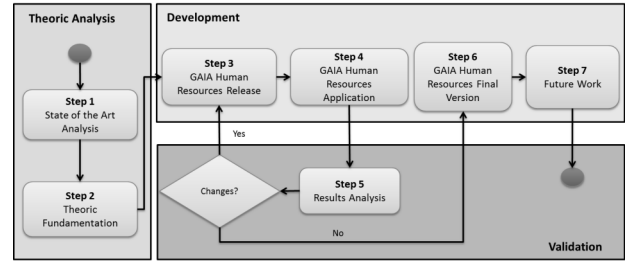 Theoric Analysis
Step 1
State of the Art
Analysis
Step 2
Theoric
Fundamentation
Development
Step 3
GAIA Human
Resources Release
Step 4
GAIA Human
Resources
Application
Step 6
GAIA Human
Resources Final
Version
Step 7
Future Work
Yes
Changes?
Step 5
Results Analysis
No
Validation